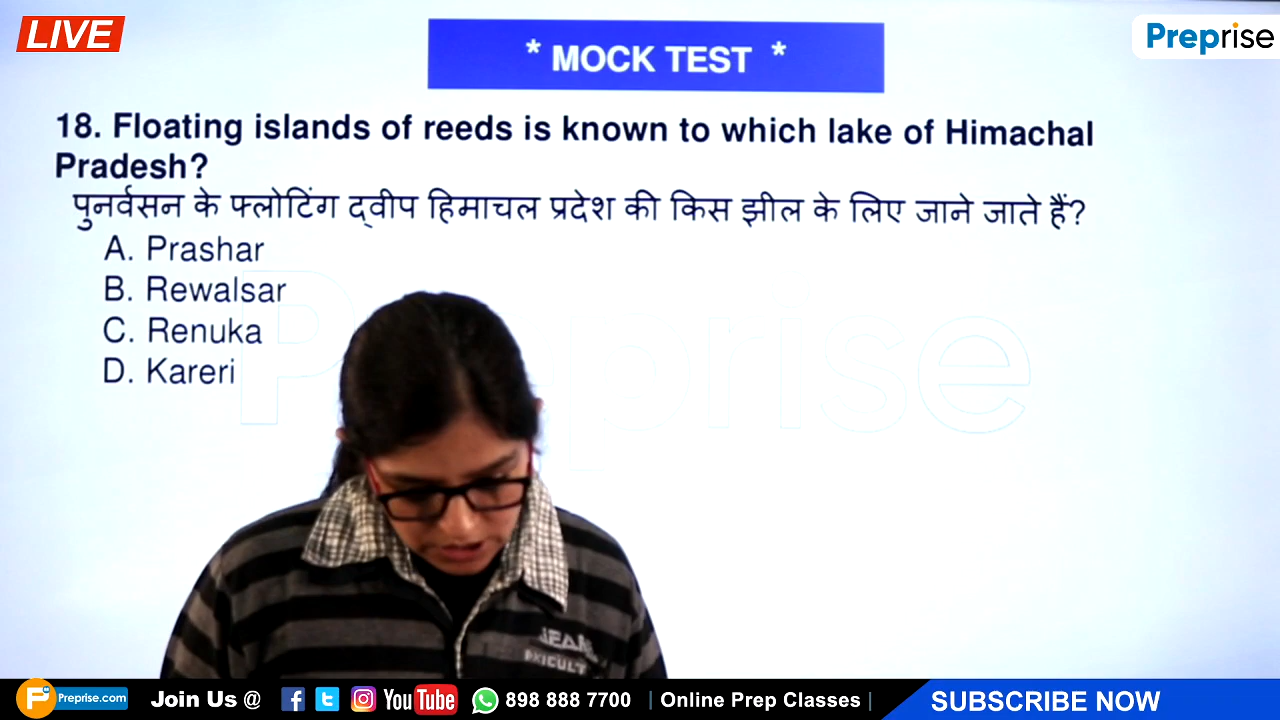 LIVE
* MOCK TEST *
Preprise
18. Floating islands of reeds is known to which lake of Himachal
Pradesh?
पुनर्वसन के फ्लोटिंग द्वीप हिमाचल प्रदेश की किस झील के लिए जाने जाते हैं?
A. Prashar
B. Rewalsar
C. Renuka
D. Kareri
Preprise
Preprise.com
Join Us @
YouTube
898 888 7700
Online Prep Classes
SUBSCRIBE NOW